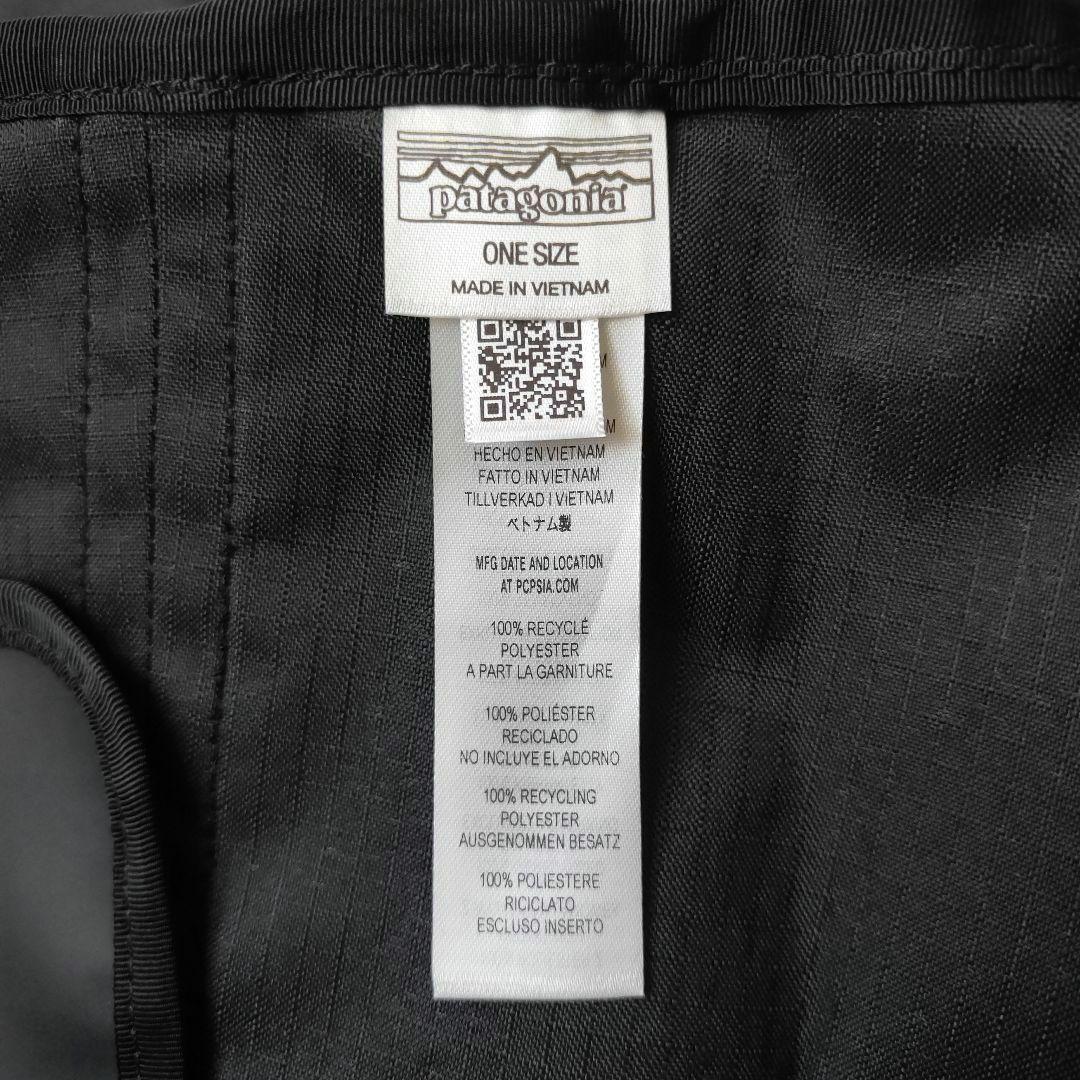 patagonia
ONE SIZE
MADE IN VIETNAM
M
M
HECHO EN VIETNAM
FATTO IN VIETNAM
TILLVERKAD I VIETNAM
ベトナム製
MFG DATE AND LOCATION
AT PCPSIA.COM
100% RECYCLÉ
POLYESTER
A PART LA GARNITURE
100% POLIÉSTER
RECICLADO
NO INCLUYE EL ADORNO
100% RECYCLING
POLYESTER
AUSGENOMMEN BESATZ
100% POLIESTERE
RICICLATO
ESCLUSO INSERTO